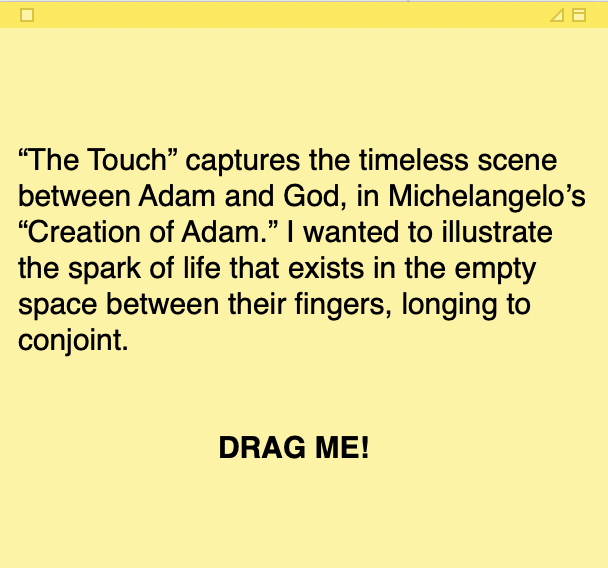 “The Touch” captures the timeless scene
between Adam and God, in Michelangelo’s
“Creation of Adam.” I wanted to illustrate
the spark of life that exists in the empty
space between their fingers, longing to
conjoint.
DRAG ME!